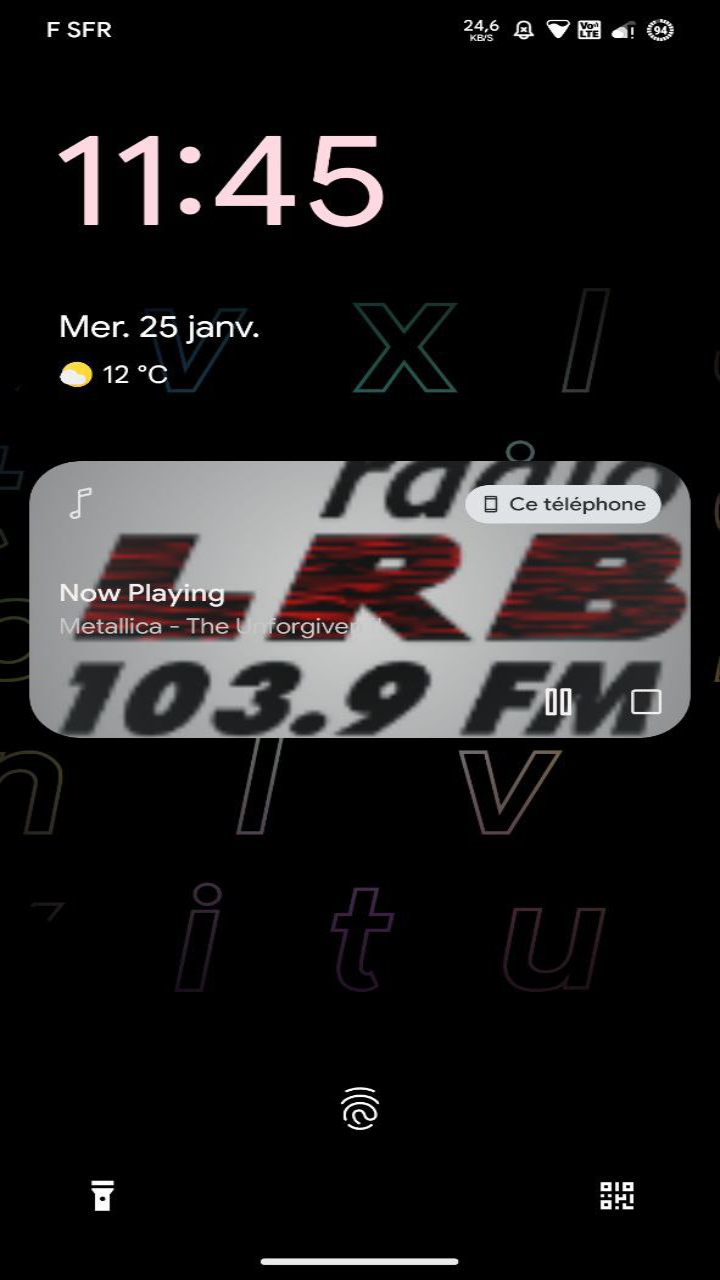 F SFR
24,6
KB/S
Vo))
LTE
94
11:45
Mer. 25 janv.
12 °C
v x l
radio
Ce téléphone
LRB
Now Playing
Metallica - The Unforgiven
103.9 FM
n l v
i t u